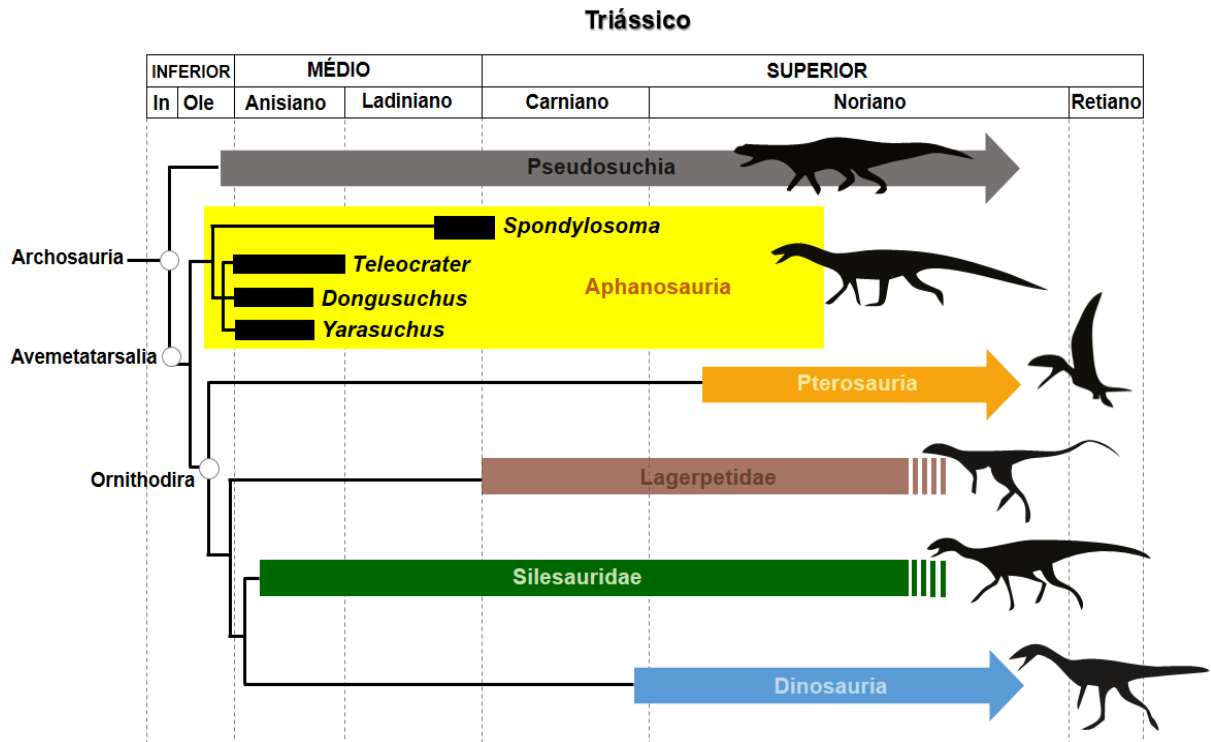 Triássico
INFERIOR MÉDIO SUPERIOR
In Ole Anisiano Ladiniano Carniano Noriano Retiano
Pseudosuchia
Spondylosoma
Archosauria
Teleocrater
Aphanosauria
Dongusuchus
Yarasuchus
Avemetatarsalia
Pterosauria
Ornithodira
Lagerpetidae
Silesauridae
Dinosauria